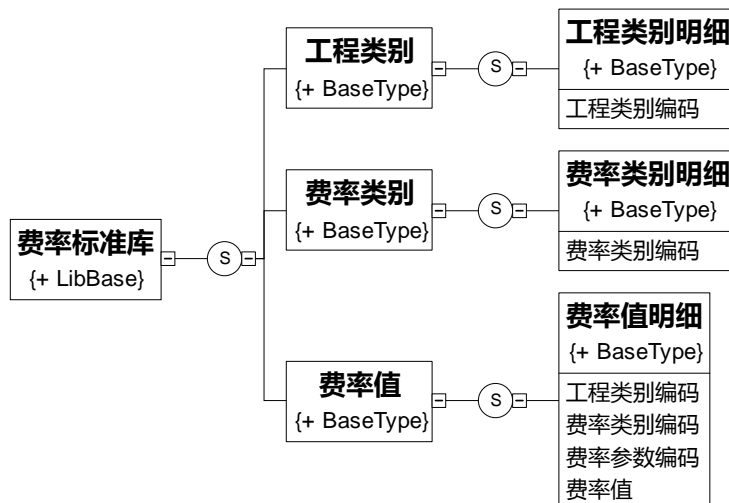 费率标准库
{+ LibBase}
S
工程类别
{+ BaseType}
S
工程类别明细
{+ BaseType}
工程类别编码
费率类别
{+ BaseType}
S
费率类别明细
{+ BaseType}
费率类别编码
费率值
{+ BaseType}
S
费率值明细
{+ BaseType}
工程类别编码
费率类别编码
费率参数编码
费率值